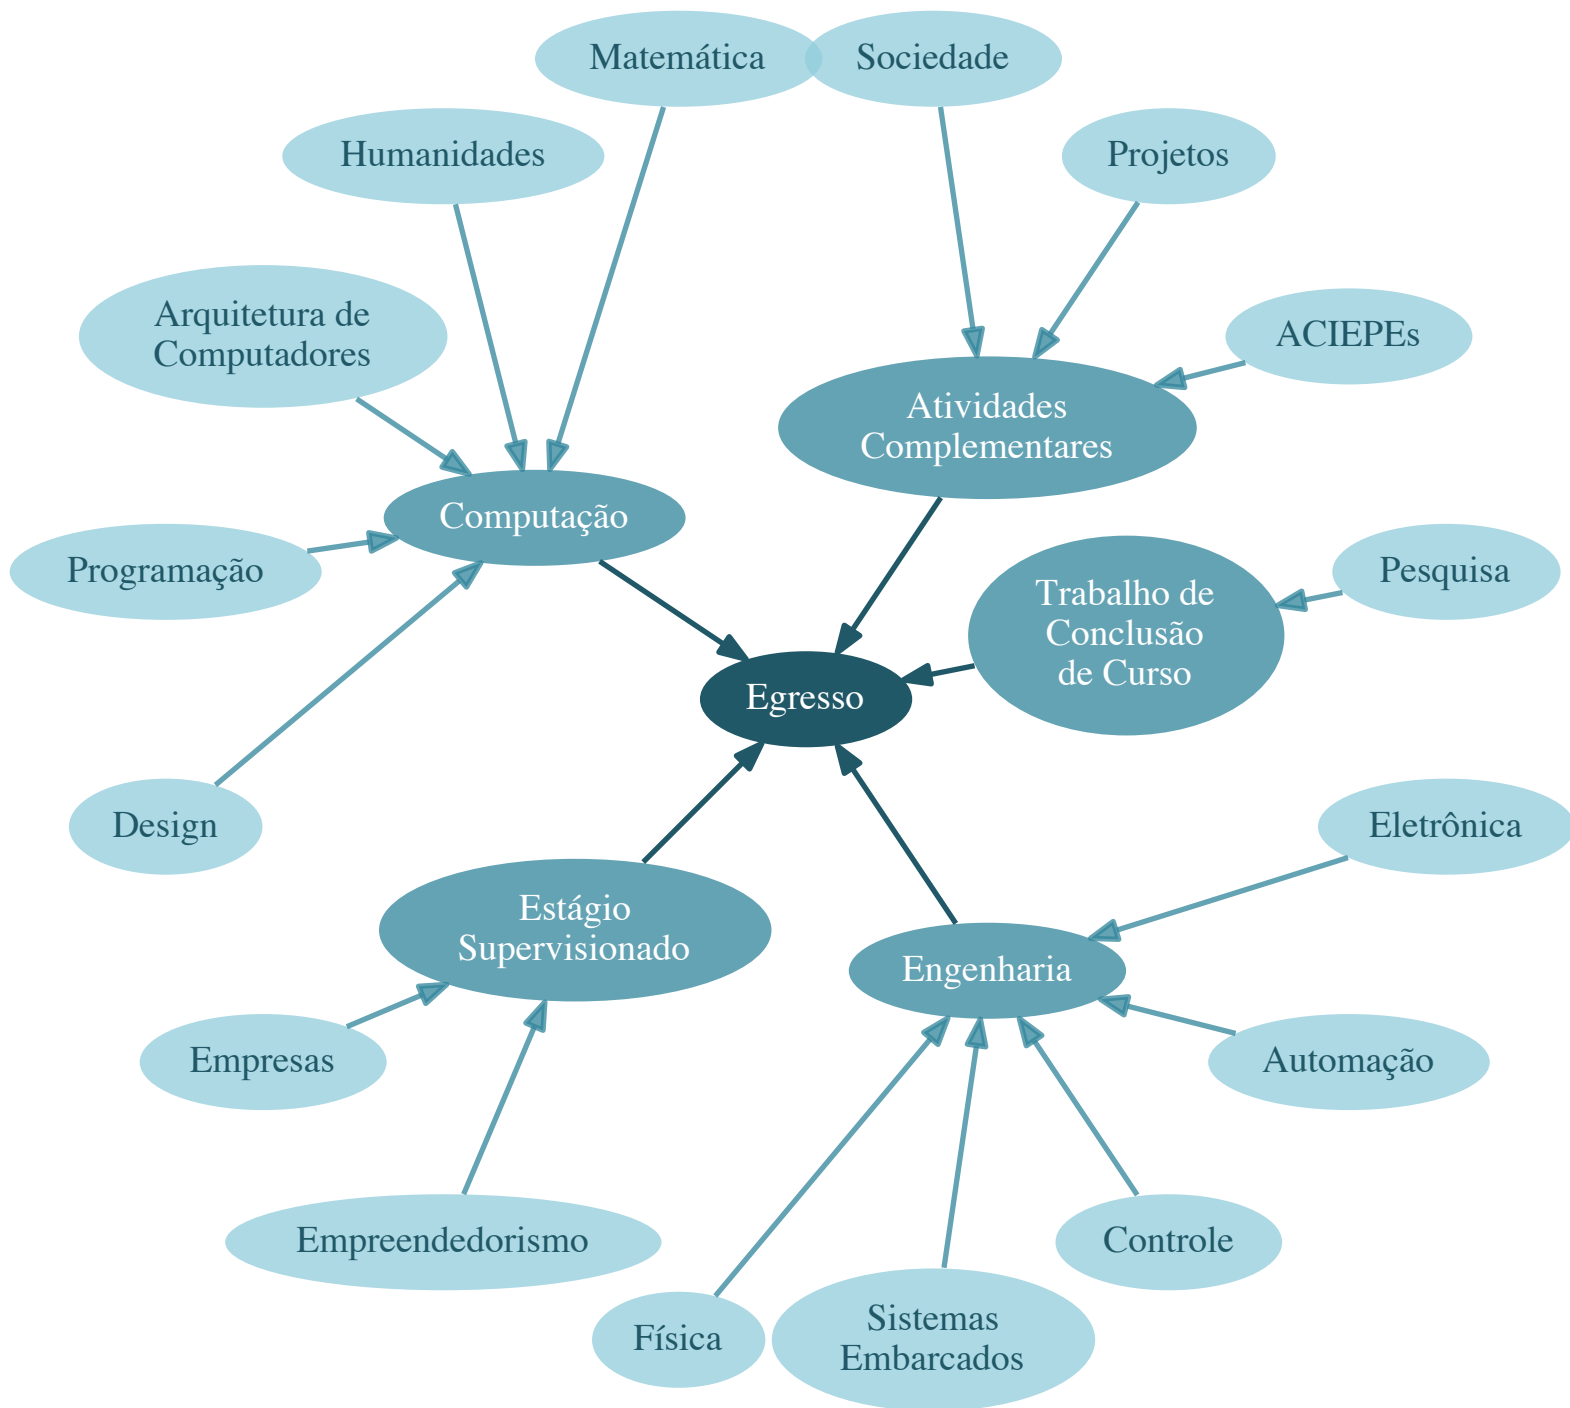 Matemática
Sociedade
Humanidades
Projetos
Arquitetura de
Computadores
ACIEPEs
Atividades
Complementares
Computação
Programação
Trabalho de
Conclusão
de Curso
Pesquisa
Egresso
Design
Eletrônica
Estágio
Supervisionado
Engenharia
Empresas
Automação
Empreendedorismo
Controle
Física
Sistemas
Embarcados